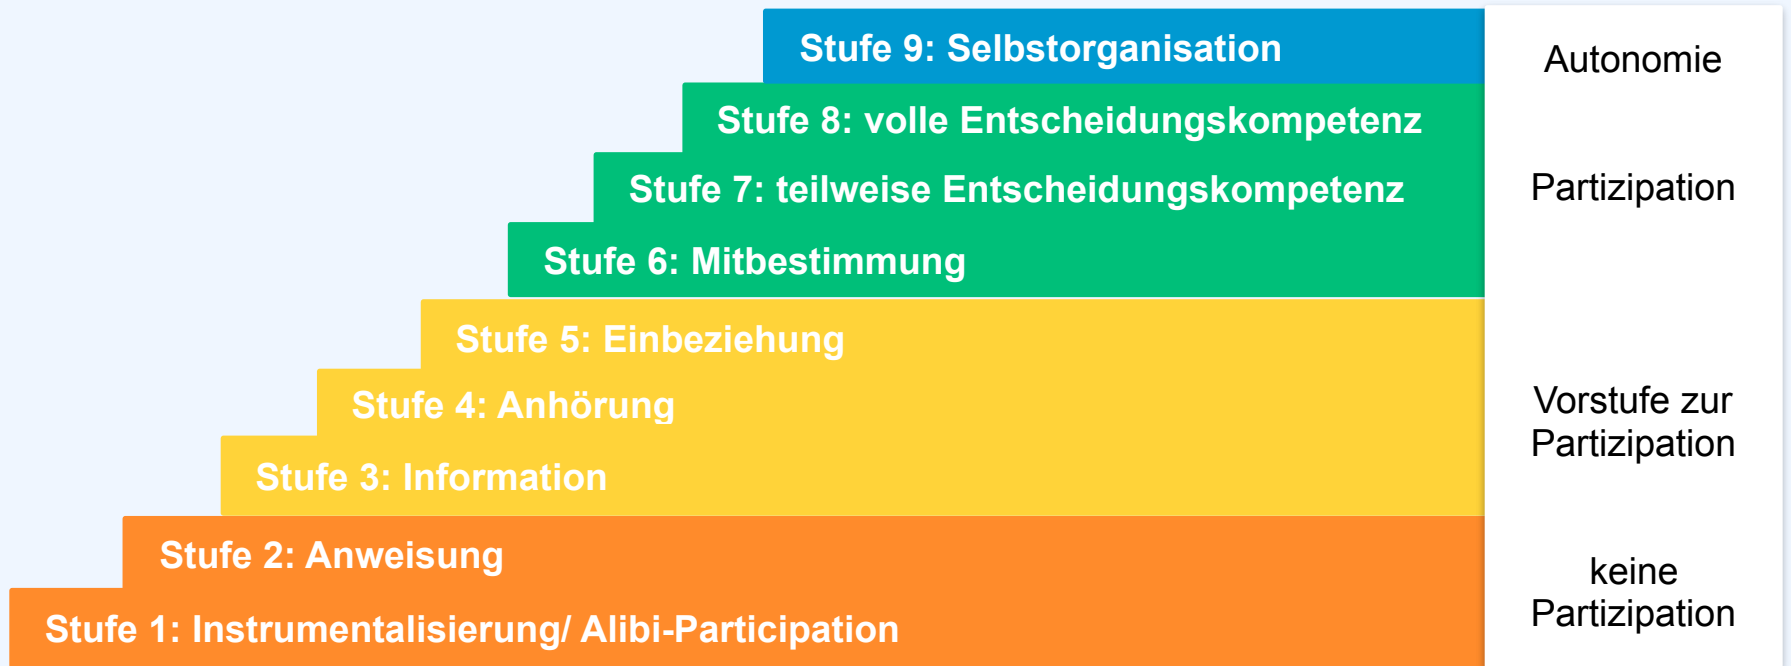 Stufe 9: Selbstorganisation
Autonomie
Stufe 8: volle Entscheidungskompetenz
Stufe 7: teilweise Entscheidungskompetenz
Partizipation
Stufe 6: Mitbestimmung
Stufe 5: Einbeziehung
Stufe 4: Anhörung
Vorstufe zur
Partizipation
Stufe 3: Information
Stufe 2: Anweisung
keine
Partizipation
Stufe 1: Instrumentalisierung/ Alibi-Participation